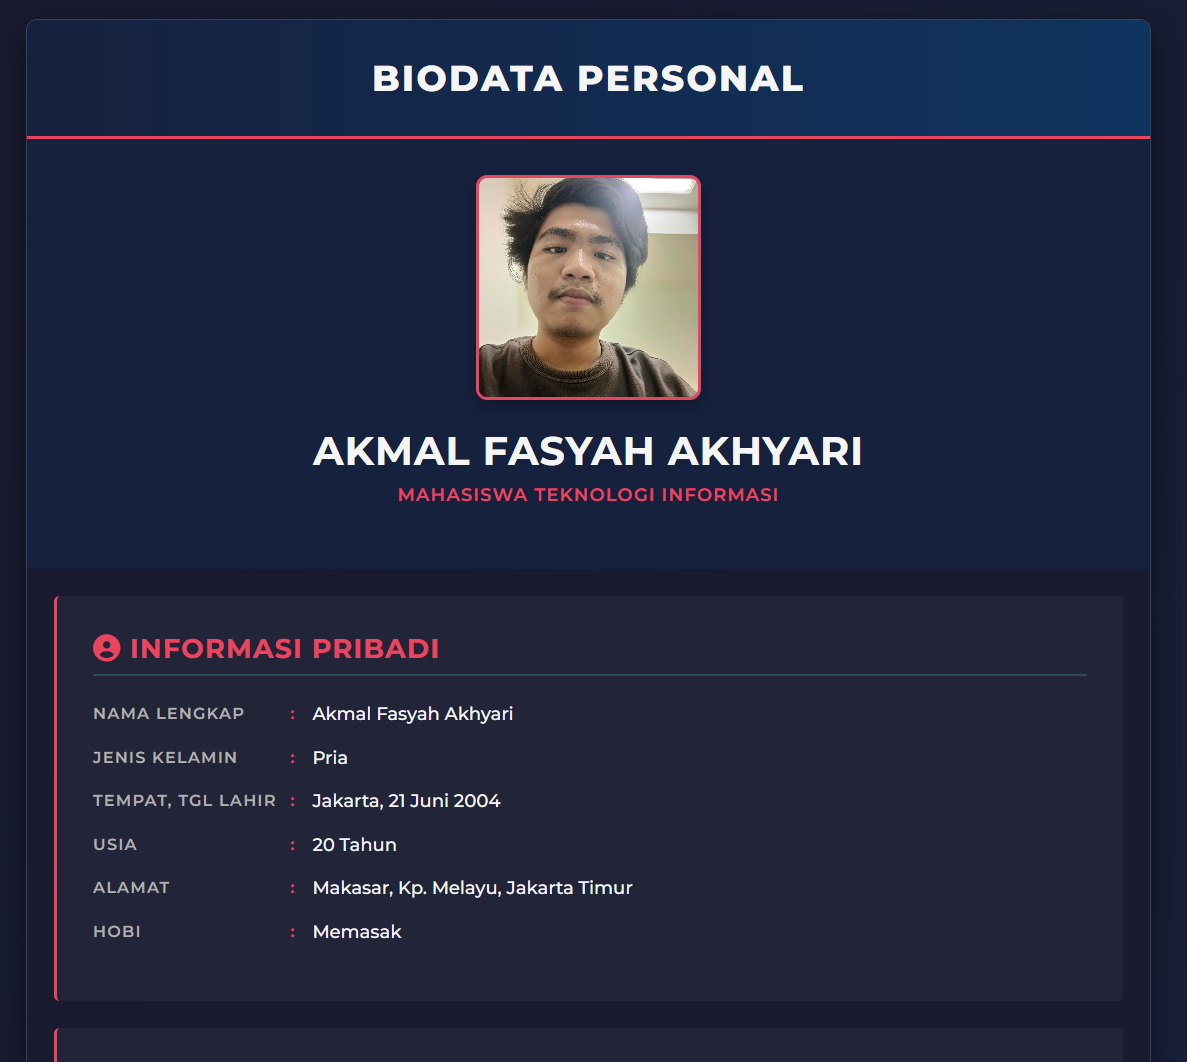 BIODATA PERSONAL
AKMAL FASYAH AKHYARI
MAHASISWA TEKNOLOGI INFORMASI
INFORMASI PRIBADI
NAMA LENGKAP : Akmal Fasyah Akhyari
JENIS KELAMIN : Pria
TEMPAT, TGL LAHIR : Jakarta, 21 Juni 2004
USIA : 20 Tahun
ALAMAT : Makasar, Kp. Melayu, Jakarta Timur
HOBI : Memasak